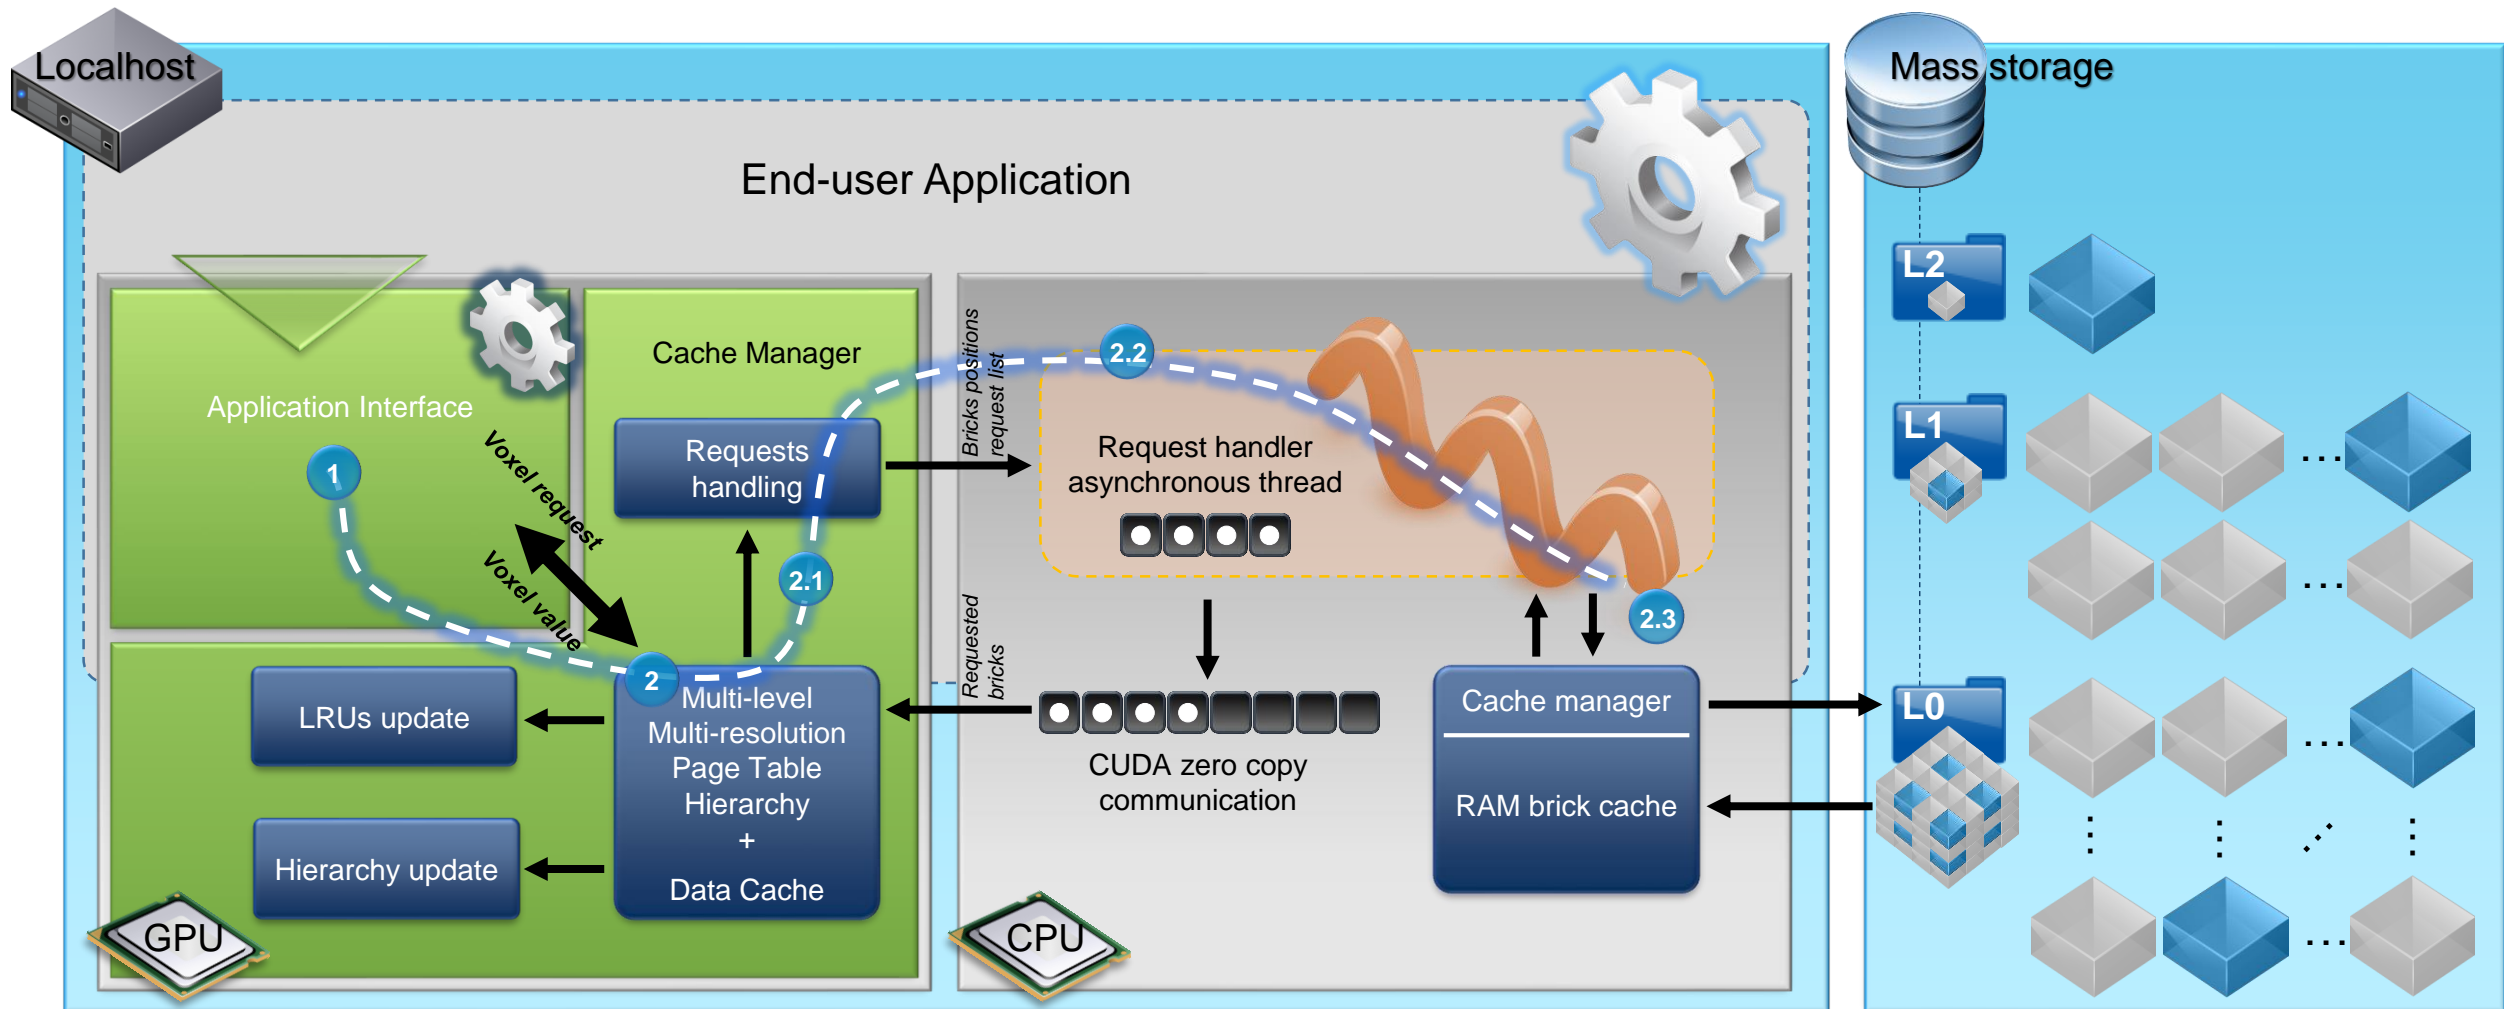 Localhost
Mass storage
End-user Application
Application Interface
Cache Manager
Requests
handling
Voxel request
Voxel value
1
2
2.1
2.2
2.3
Bricks positions
request list
Request handler
asynchronous thread
Requested
bricks
LRUs update
Hierarchy update
Multi-level
Multi-resolution
Page Table
Hierarchy
+
Data Cache
CUDA zero copy
communication
Cache manager
RAM brick cache
GPU
CPU
L2
L1
...
...
L0
...
...